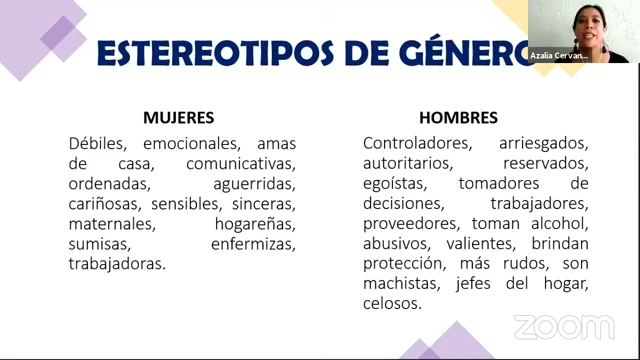 ESTEREOTIPOS DE GÉNERO
Azalia Cervan...
MUJERES
Débiles, emocionales, amas
de casa, comunicativas,
ordenadas, aguerridas,
cariñosas, sensibles, sinceras,
maternales, hogareñas,
sumisas, enfermizas,
trabajadoras.
HOMBRES
Controladores, arriesgados,
autoritarios, reservados,
egoístas, tomadores de
decisiones, trabajadores,
proveedores, toman alcohol,
abusivos, valientes, brindan
protección, más rudos, son
machistas, jefes del hogar,
celosos.
zoom